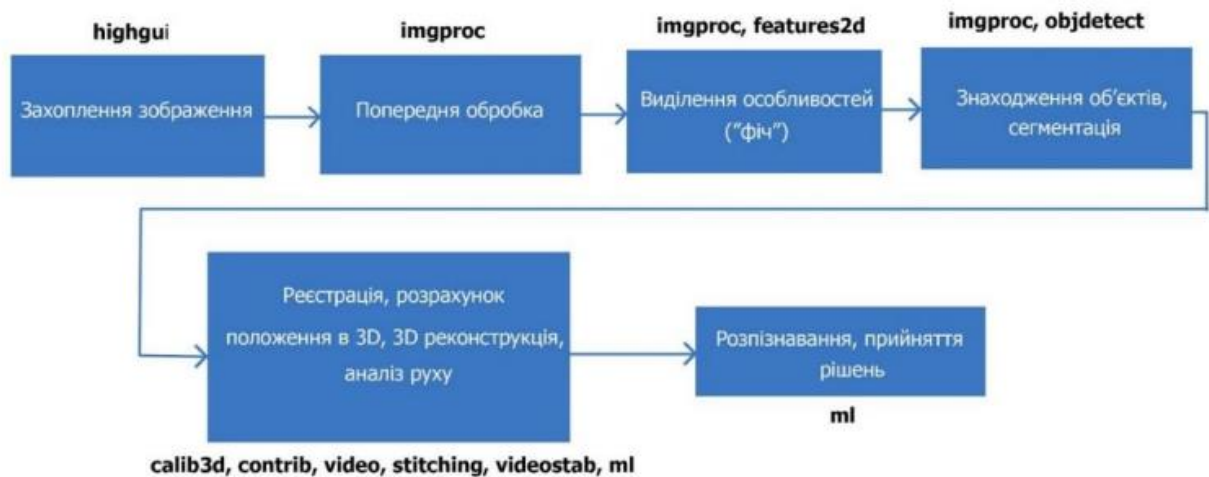 highgui
imgproc
imgproc, features2d
imgproc, objdetect
Захоплення зображення
Попередня обробка
Виділення особливостей
(“фіч”)
Знаходження об’єктів,
сегментація
Реєстрація, розрахунок
положення в 3D, 3D реконструкція,
аналіз руху
Розпізнавання, прийняття
рішень
ml
calib3d, contrib, video, stitching, videostab, ml